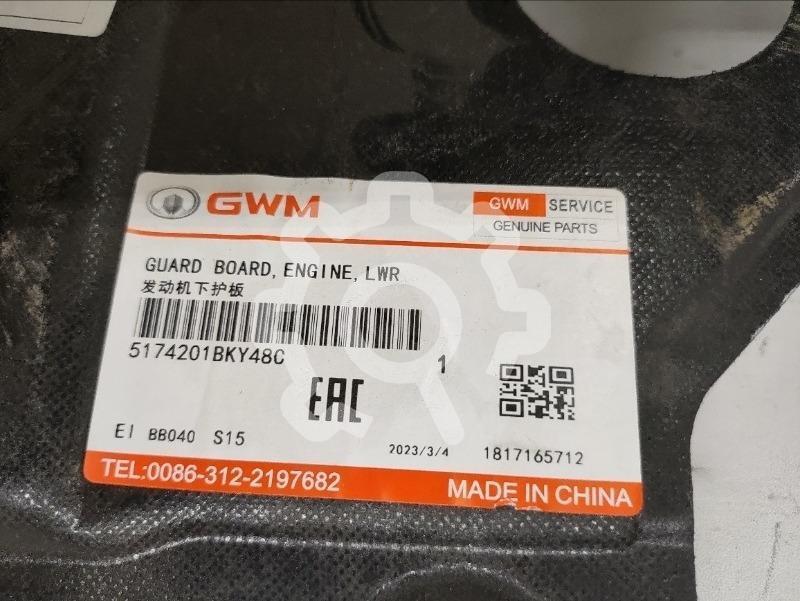 GWM
GWM SERVICE
GENUINE PARTS
GUARD BOARD, ENGINE, LWR
发动机下护板
5174201BKY48C
1
EAC
EI BB040 S15
2023/3/4
1817165712
TEL:0086-312-2197682
MADE IN CHINA